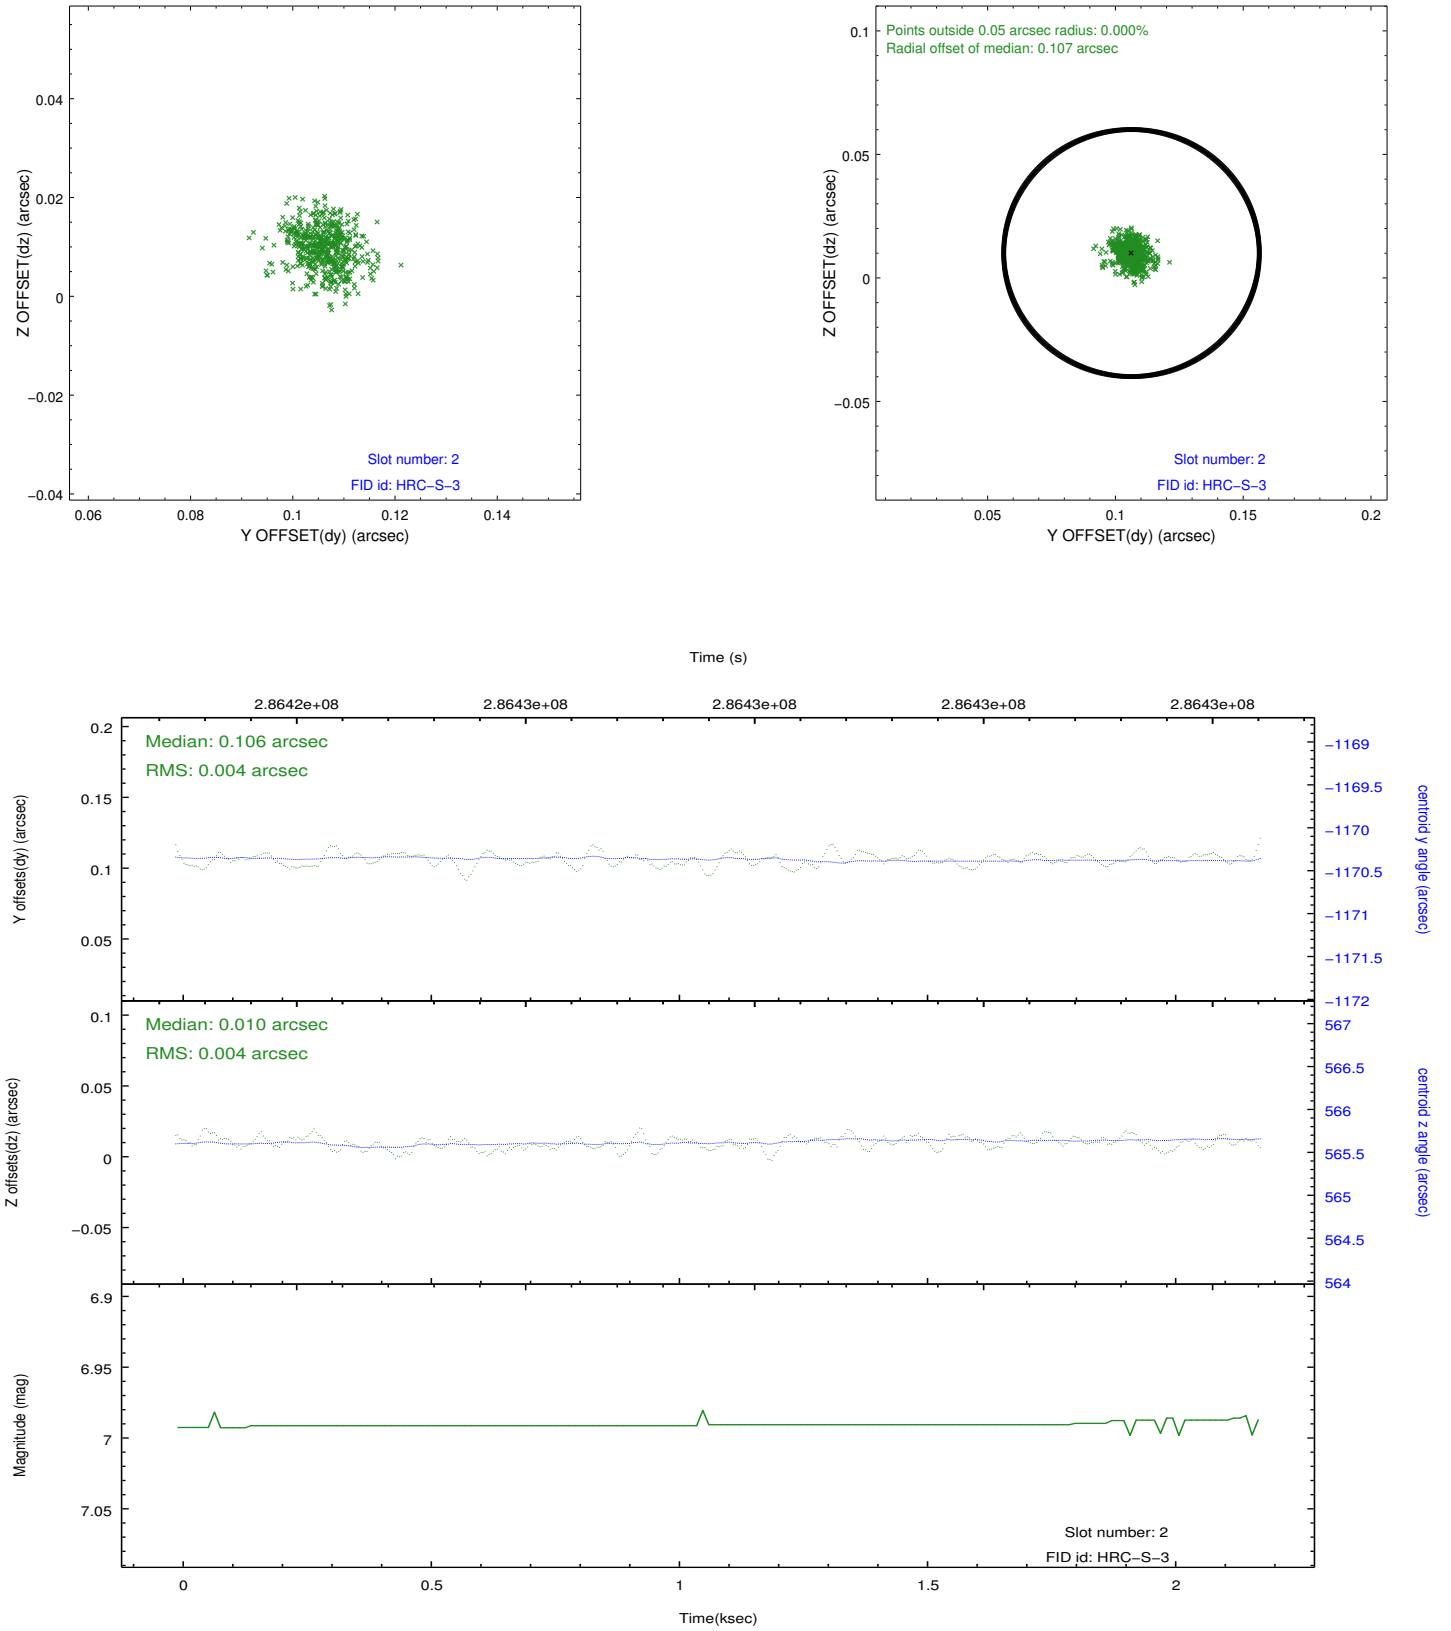 0.04
0.02
0
−0.02
−0.04
Z OFFSET(dz) (arcsec)
0.06
0.08
0.1
0.12
0.14
Y OFFSET(dy) (arcsec)
Slot number: 2
FID id: HRC−S−3
Points outside 0.05 arcsec radius: 0.000%
Radial offset of median: 0.107 arcsec
0.1
0.05
0
−0.05
Z OFFSET(dz) (arcsec)
0.05
0.1
0.15
0.2
Y OFFSET(dy) (arcsec)
Slot number: 2
FID id: HRC−S−3
Time (s)
2.8642e+08
2.8643e+08
2.8643e+08
2.8643e+08
2.8643e+08
Median: 0.106 arcsec
RMS: 0.004 arcsec
0.2
0.15
0.1
0.05
Y offsets(dy) (arcsec)
−1169
−1169.5
−1170
−1170.5
−1171
−1171.5
−1172
centroid y angle (arcsec)
Median: 0.010 arcsec
RMS: 0.004 arcsec
0.1
0.05
0
−0.05
Z offsets(dz) (arcsec)
567
566.5
566
565.5
565
564.5
564
centroid z angle (arcsec)
6.9
6.95
7
7.05
Magnitude (mag)
Slot number: 2
FID id: HRC−S−3
0
0.5
1
1.5
2
Time(ksec)